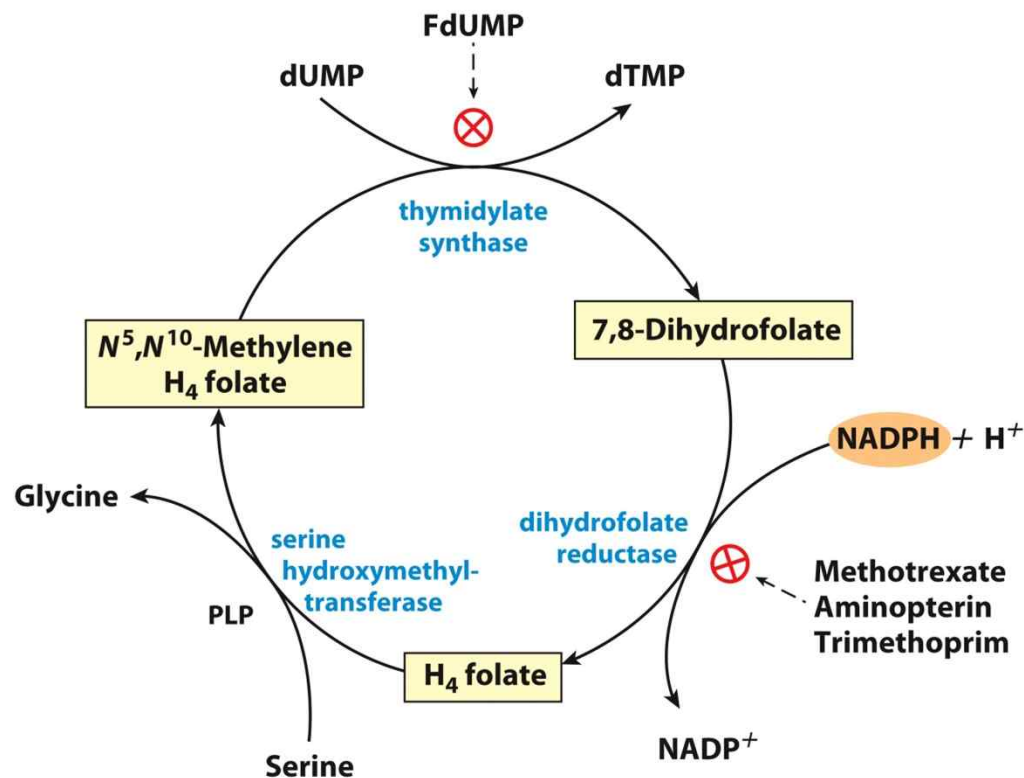 FdUMP
dUMP
dTMP
thymidylate
synthase
N⁵,N¹⁰-Methylene
H₄ folate
7,8-Dihydrofolate
NADPH + H⁺
Glycine
serine
hydroxymethyl-
transferase
dihydrofolate
reductase
Methotrexate
Aminopterin
Trimethoprim
PLP
H₄ folate
NADP⁺
Serine